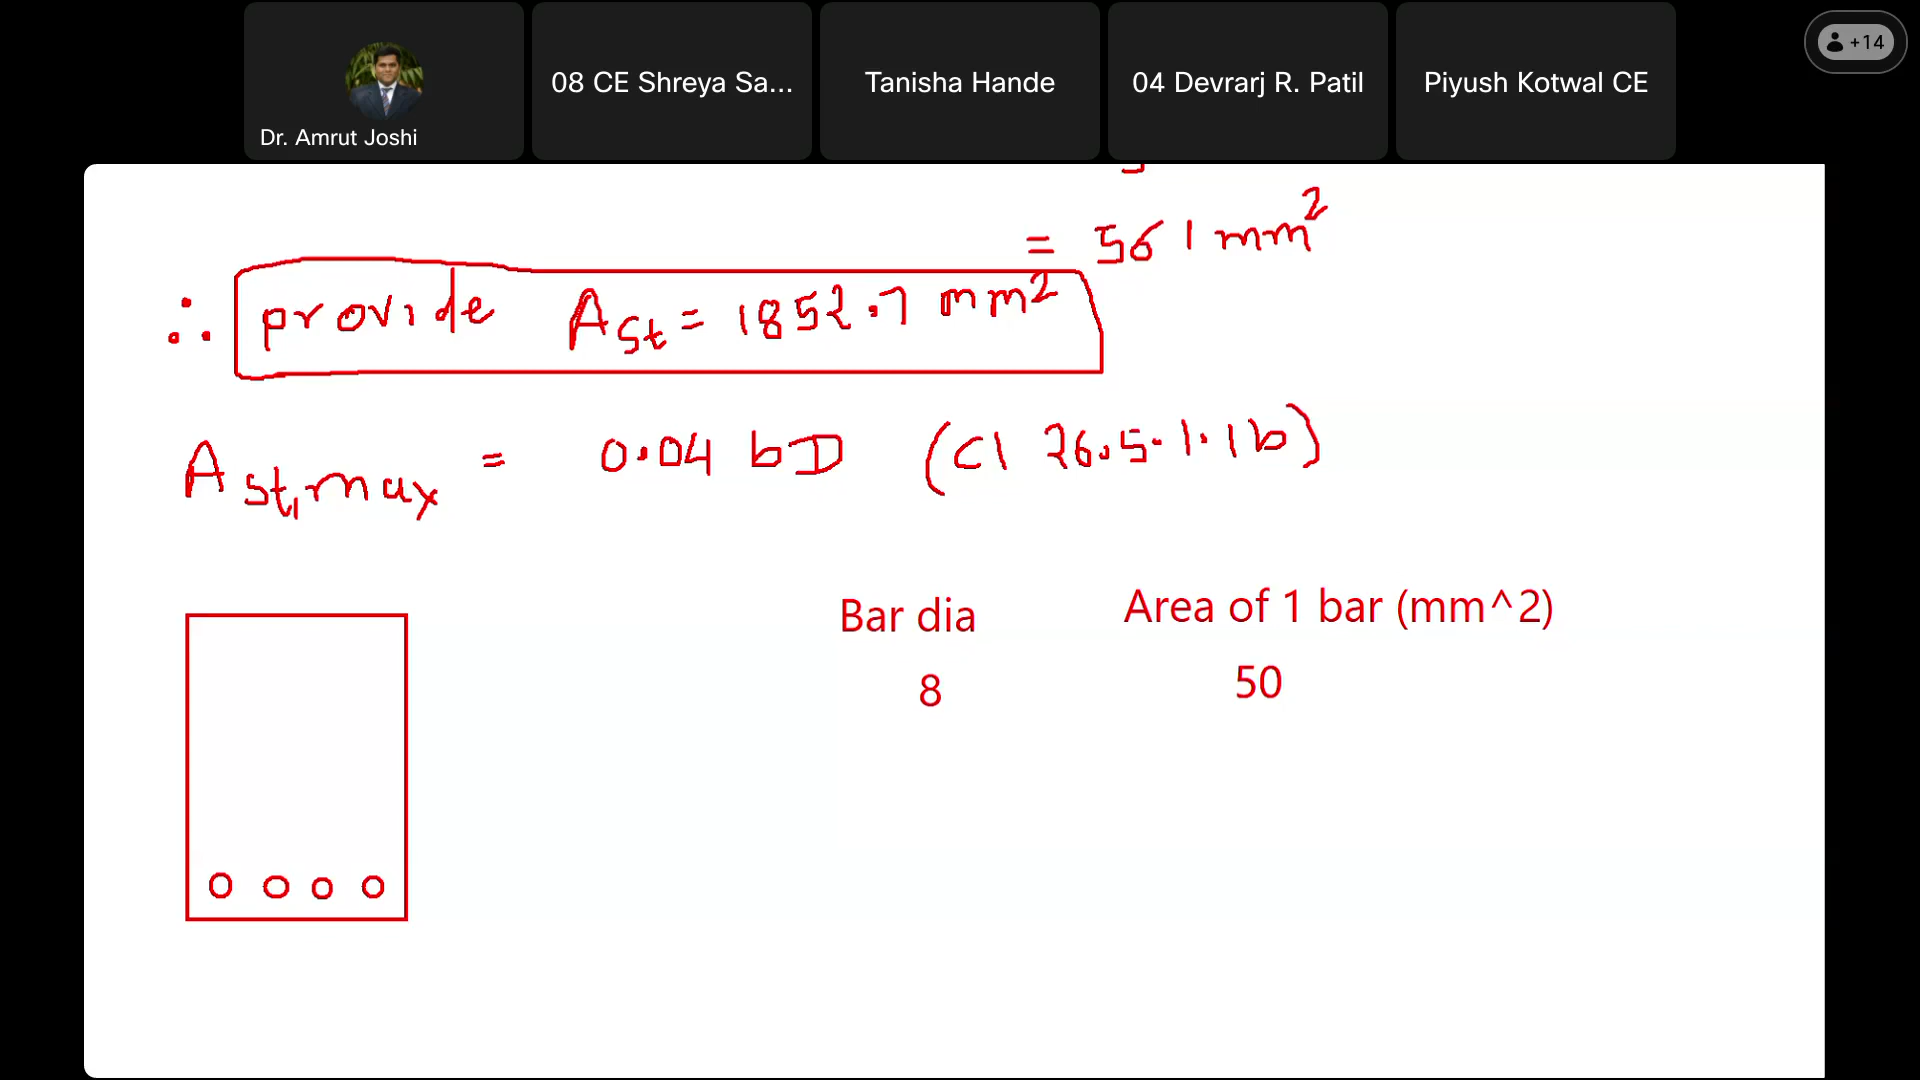 +14
08 CE Shreya Sa...
Tanisha Hande
04 Devrarj R. Patil
Piyush Kotwal CE
Dr. Amrut Joshi
= 561 mm²
∴ provide Ast = 1852.7 mm²
Ast,max = 0.04 bD (Cl 26.5.1.1b)
Bar dia Area of 1 bar (mm^2)
8 50